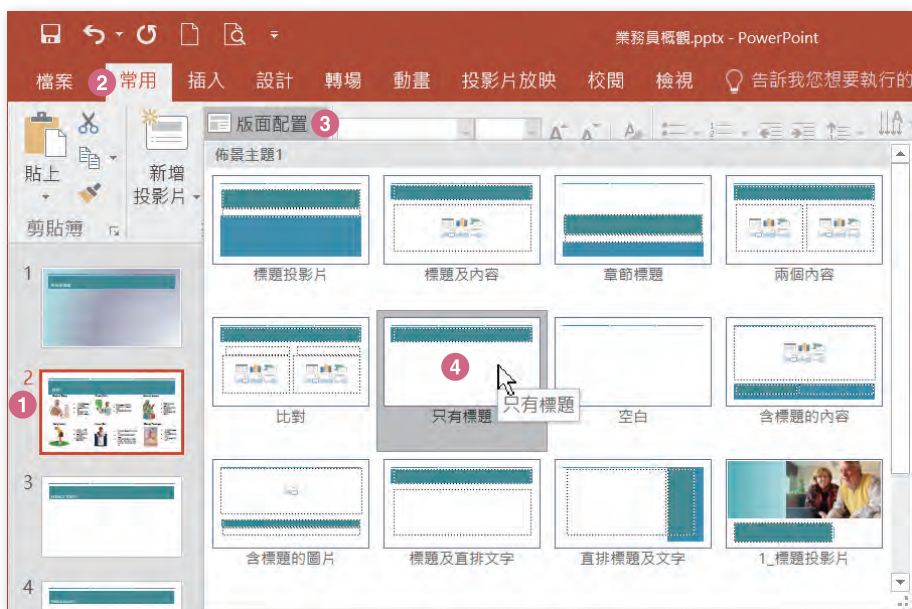 業務員概觀.pptx - PowerPoint
檔案 2 常用 插入 設計 轉場 動畫 投影片放映 校閱 檢視 告訴我您想要執行的
版面配置 3
貼上
新增
投影片
剪貼簿
佈景主題1
標題投影片 標題及內容 章節標題 兩個內容
4
只有標題
比對 只有標題 空白 含標題的內容
含標題的圖片 標題及直排文字 直排標題及文字 1_標題投影片
1
2
1
3
4